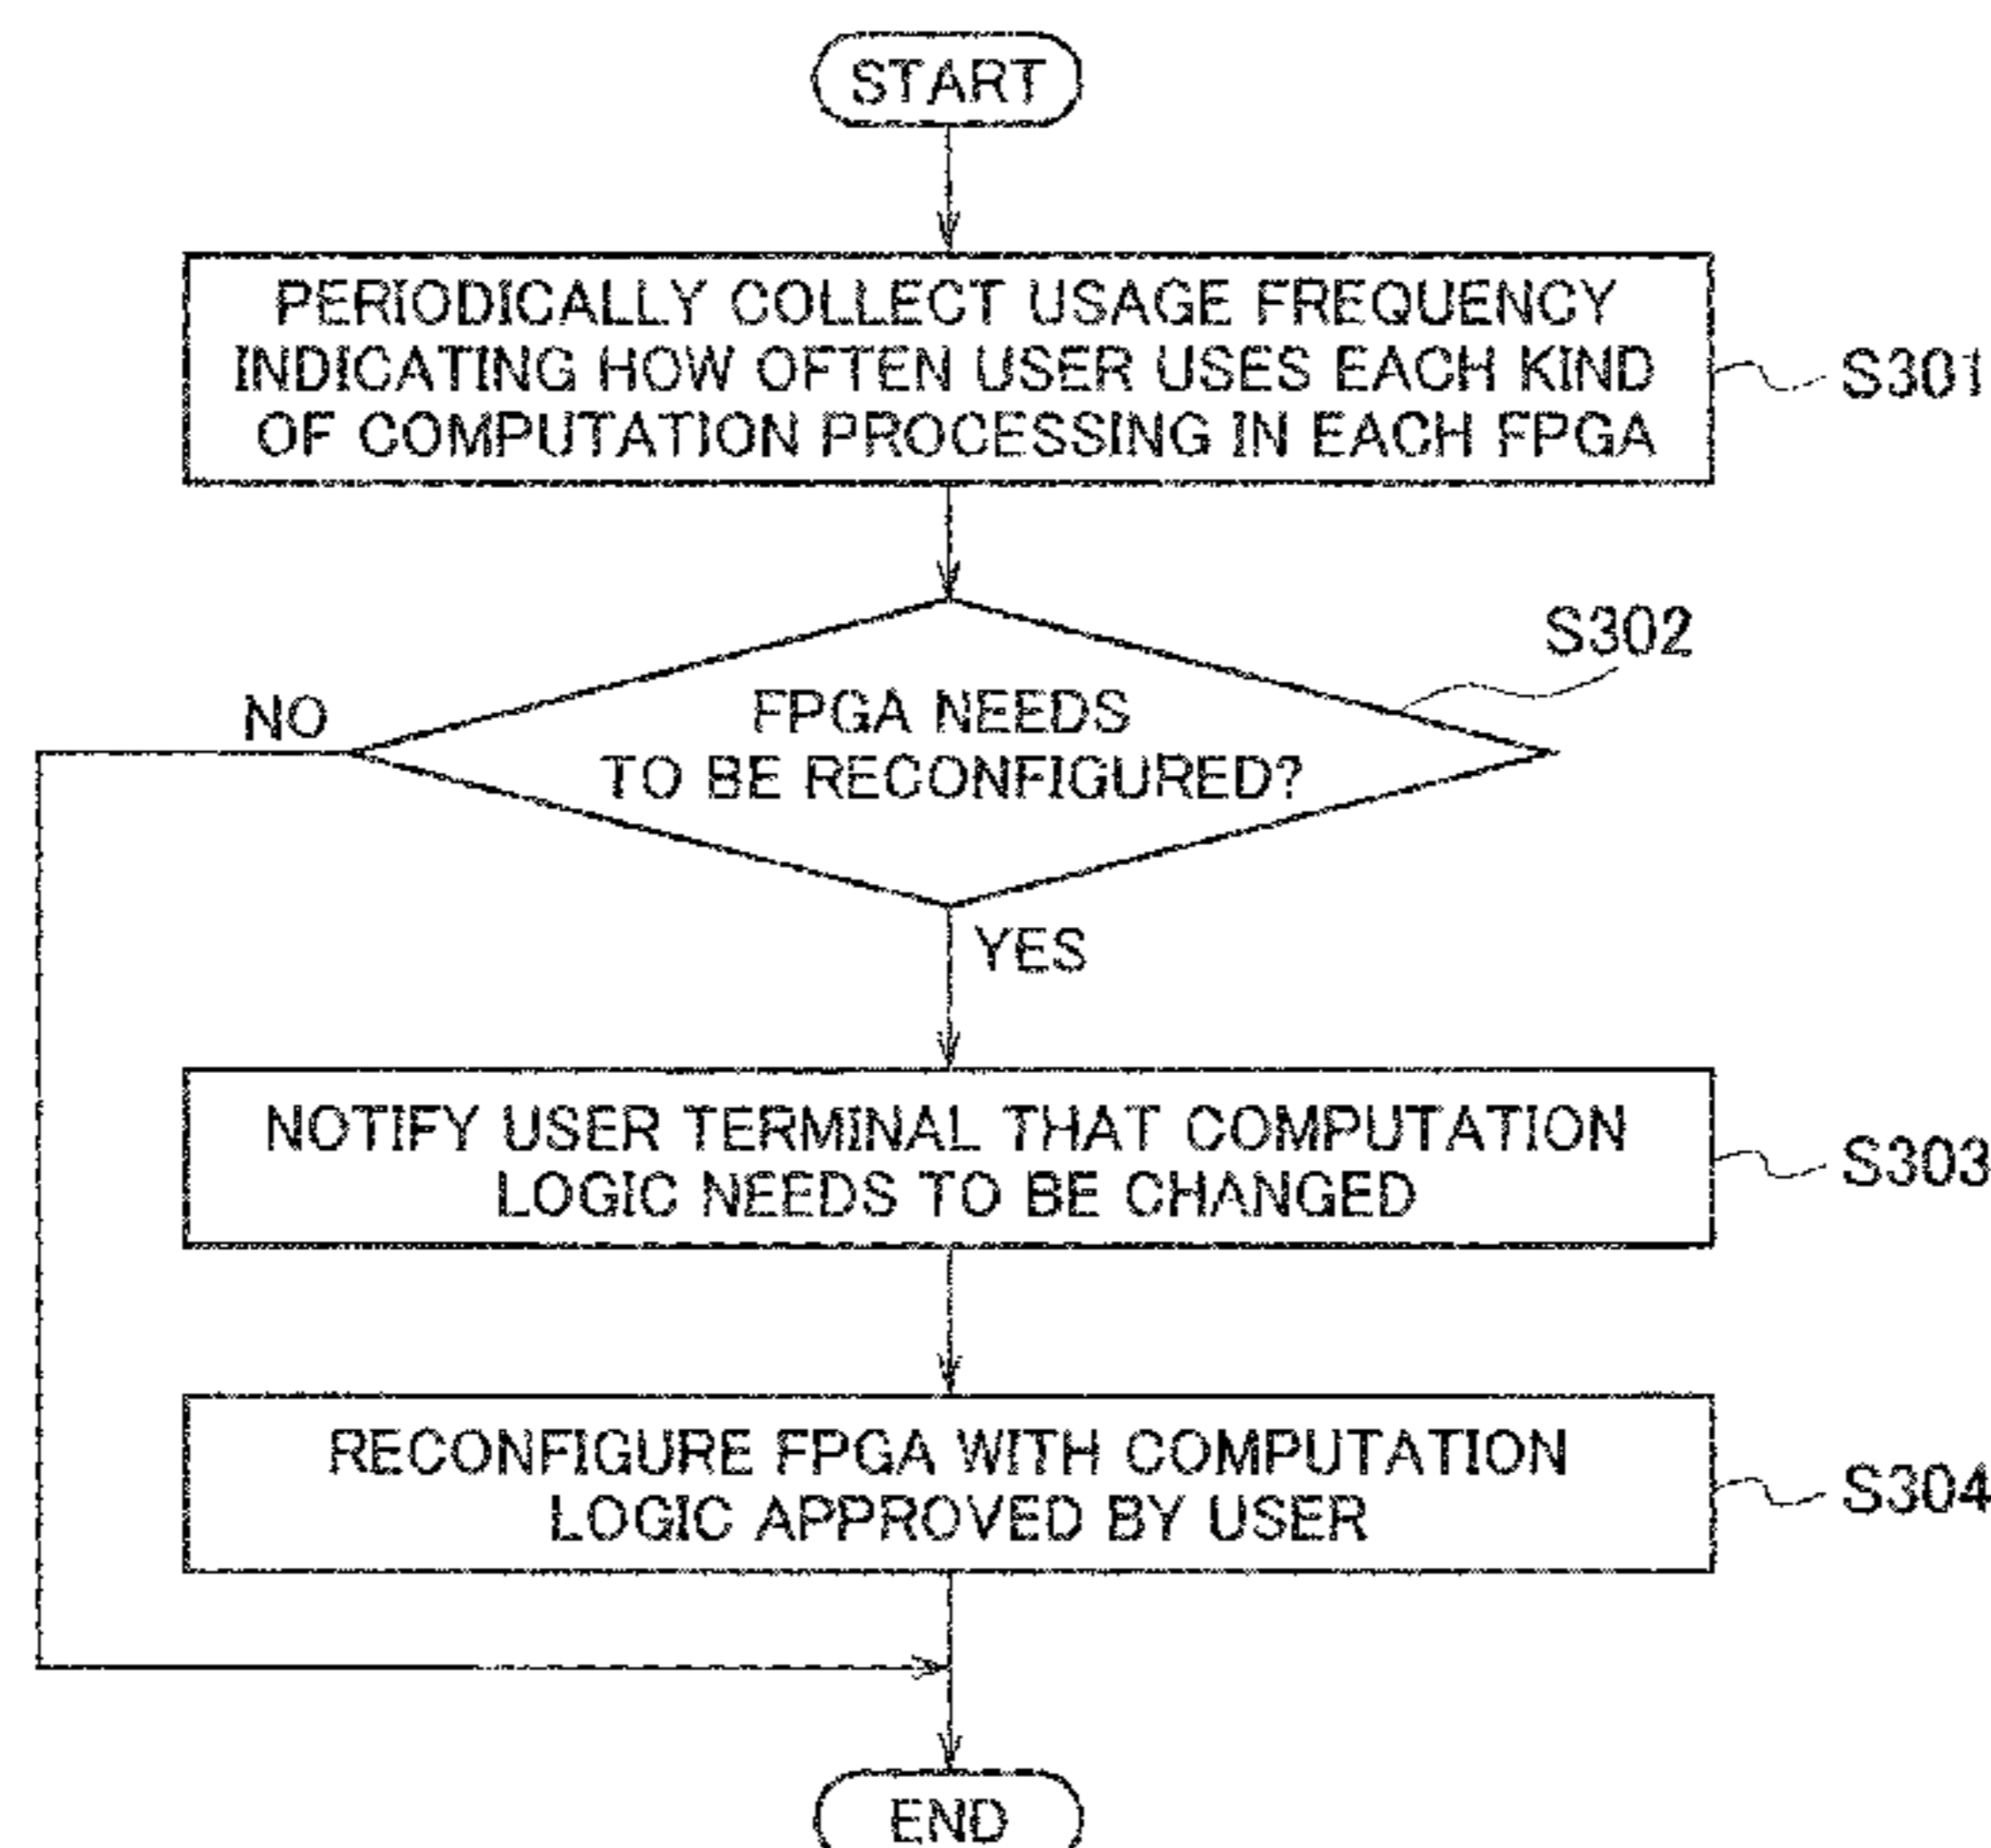 START
PERIODICALLY COLLECT USAGE FREQUENCY
INDICATING HOW OFTEN USER USES EACH KIND
OF COMPUTATION PROCESSING IN EACH FPGA
S301
S302
FPGA NEEDS
TO BE RECONFIGURED?
NO
YES
NOTIFY USER TERMINAL THAT COMPUTATION
LOGIC NEEDS TO BE CHANGED
S303
RECONFIGURE FPGA WITH COMPUTATION
LOGIC APPROVED BY USER
S304
END